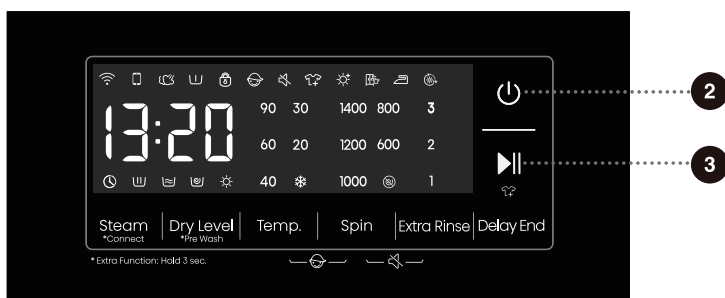 2
13:20
90 30 1400 800 3
60 20 1200 600 2
40 1000 1
3
Steam Dry Level Temp. Spin Extra Rinse Delay End
*Connect *Pre Wash
* Extra Function: Hold 3 sec.